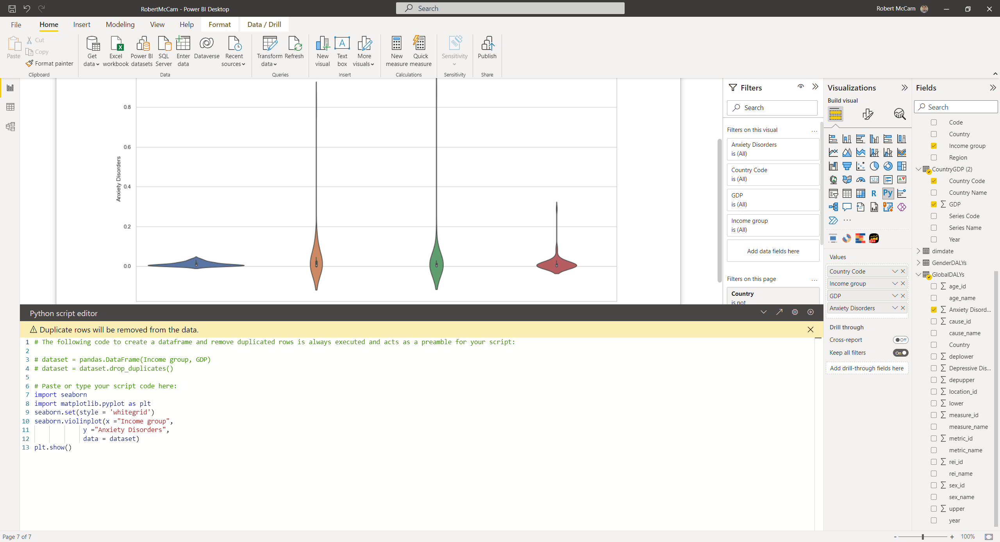 RobertMcCarn - Power BI Desktop
Search
Robert McCarn
File
Home
Insert
Modeling
View
Help
Format
Data / Drill
Paste
Cut
Copy
Format painter
Clipboard
Get data
Excel workbook
Power BI datasets
SQL Server
Enter data
Dataverse
Recent sources
Data
Transform data
Refresh
Queries
New visual
Text box
More visuals
Insert
New measure
Quick measure
Calculations
Sensitivity
Sensitivity
Publish
Share
0.8
0.6
0.4
0.2
0.0
Anxiety Disorders
Python script editor
Duplicate rows will be removed from the data.
1 # The following code to create a dataframe and remove duplicated rows is always executed and acts as a preamble for your script:
2
3 # dataset = pandas.DataFrame(Income group, GDP)
4 # dataset = dataset.drop_duplicates()
5
6 # Paste or type your script code here:
7 import seaborn
8 import matplotlib.pyplot as plt
9 seaborn.set(style = 'whitegrid')
10 seaborn.violinplot(x ="Income group",
11 y ="Anxiety Disorders",
12 data = dataset)
13 plt.show()
Filters
Search
Filters on this visual
...
Anxiety Disorders
is (All)
Country Code
is (All)
GDP
is (All)
Income group
is (All)
Add data fields here
Filters on this page
...
Country
is not
Visualizations
Build visual
123
R
Py
...
PRO
Values
Country Code
Income group
GDP
Anxiety Disorders
Drill through
Cross-report
Off
Keep all filters
On
Add drill-through fields here
Fields
Search
Code
Country
Income group
Region
CountryGDP (2)
Country Code
Country Name
GDP
Series Code
Series Name
Year
dimdate
GenderDALYs
GlobalDALYs
age_id
age_name
Anxiety Disord...
cause_id
cause_name
Country
deplower
Depressive Dis...
depupper
location_id
lower
measure_id
measure_name
metric_id
metric_name
rei_id
rei_name
sex_id
sex_name
upper
year
Page 7 of 7
- + 100%